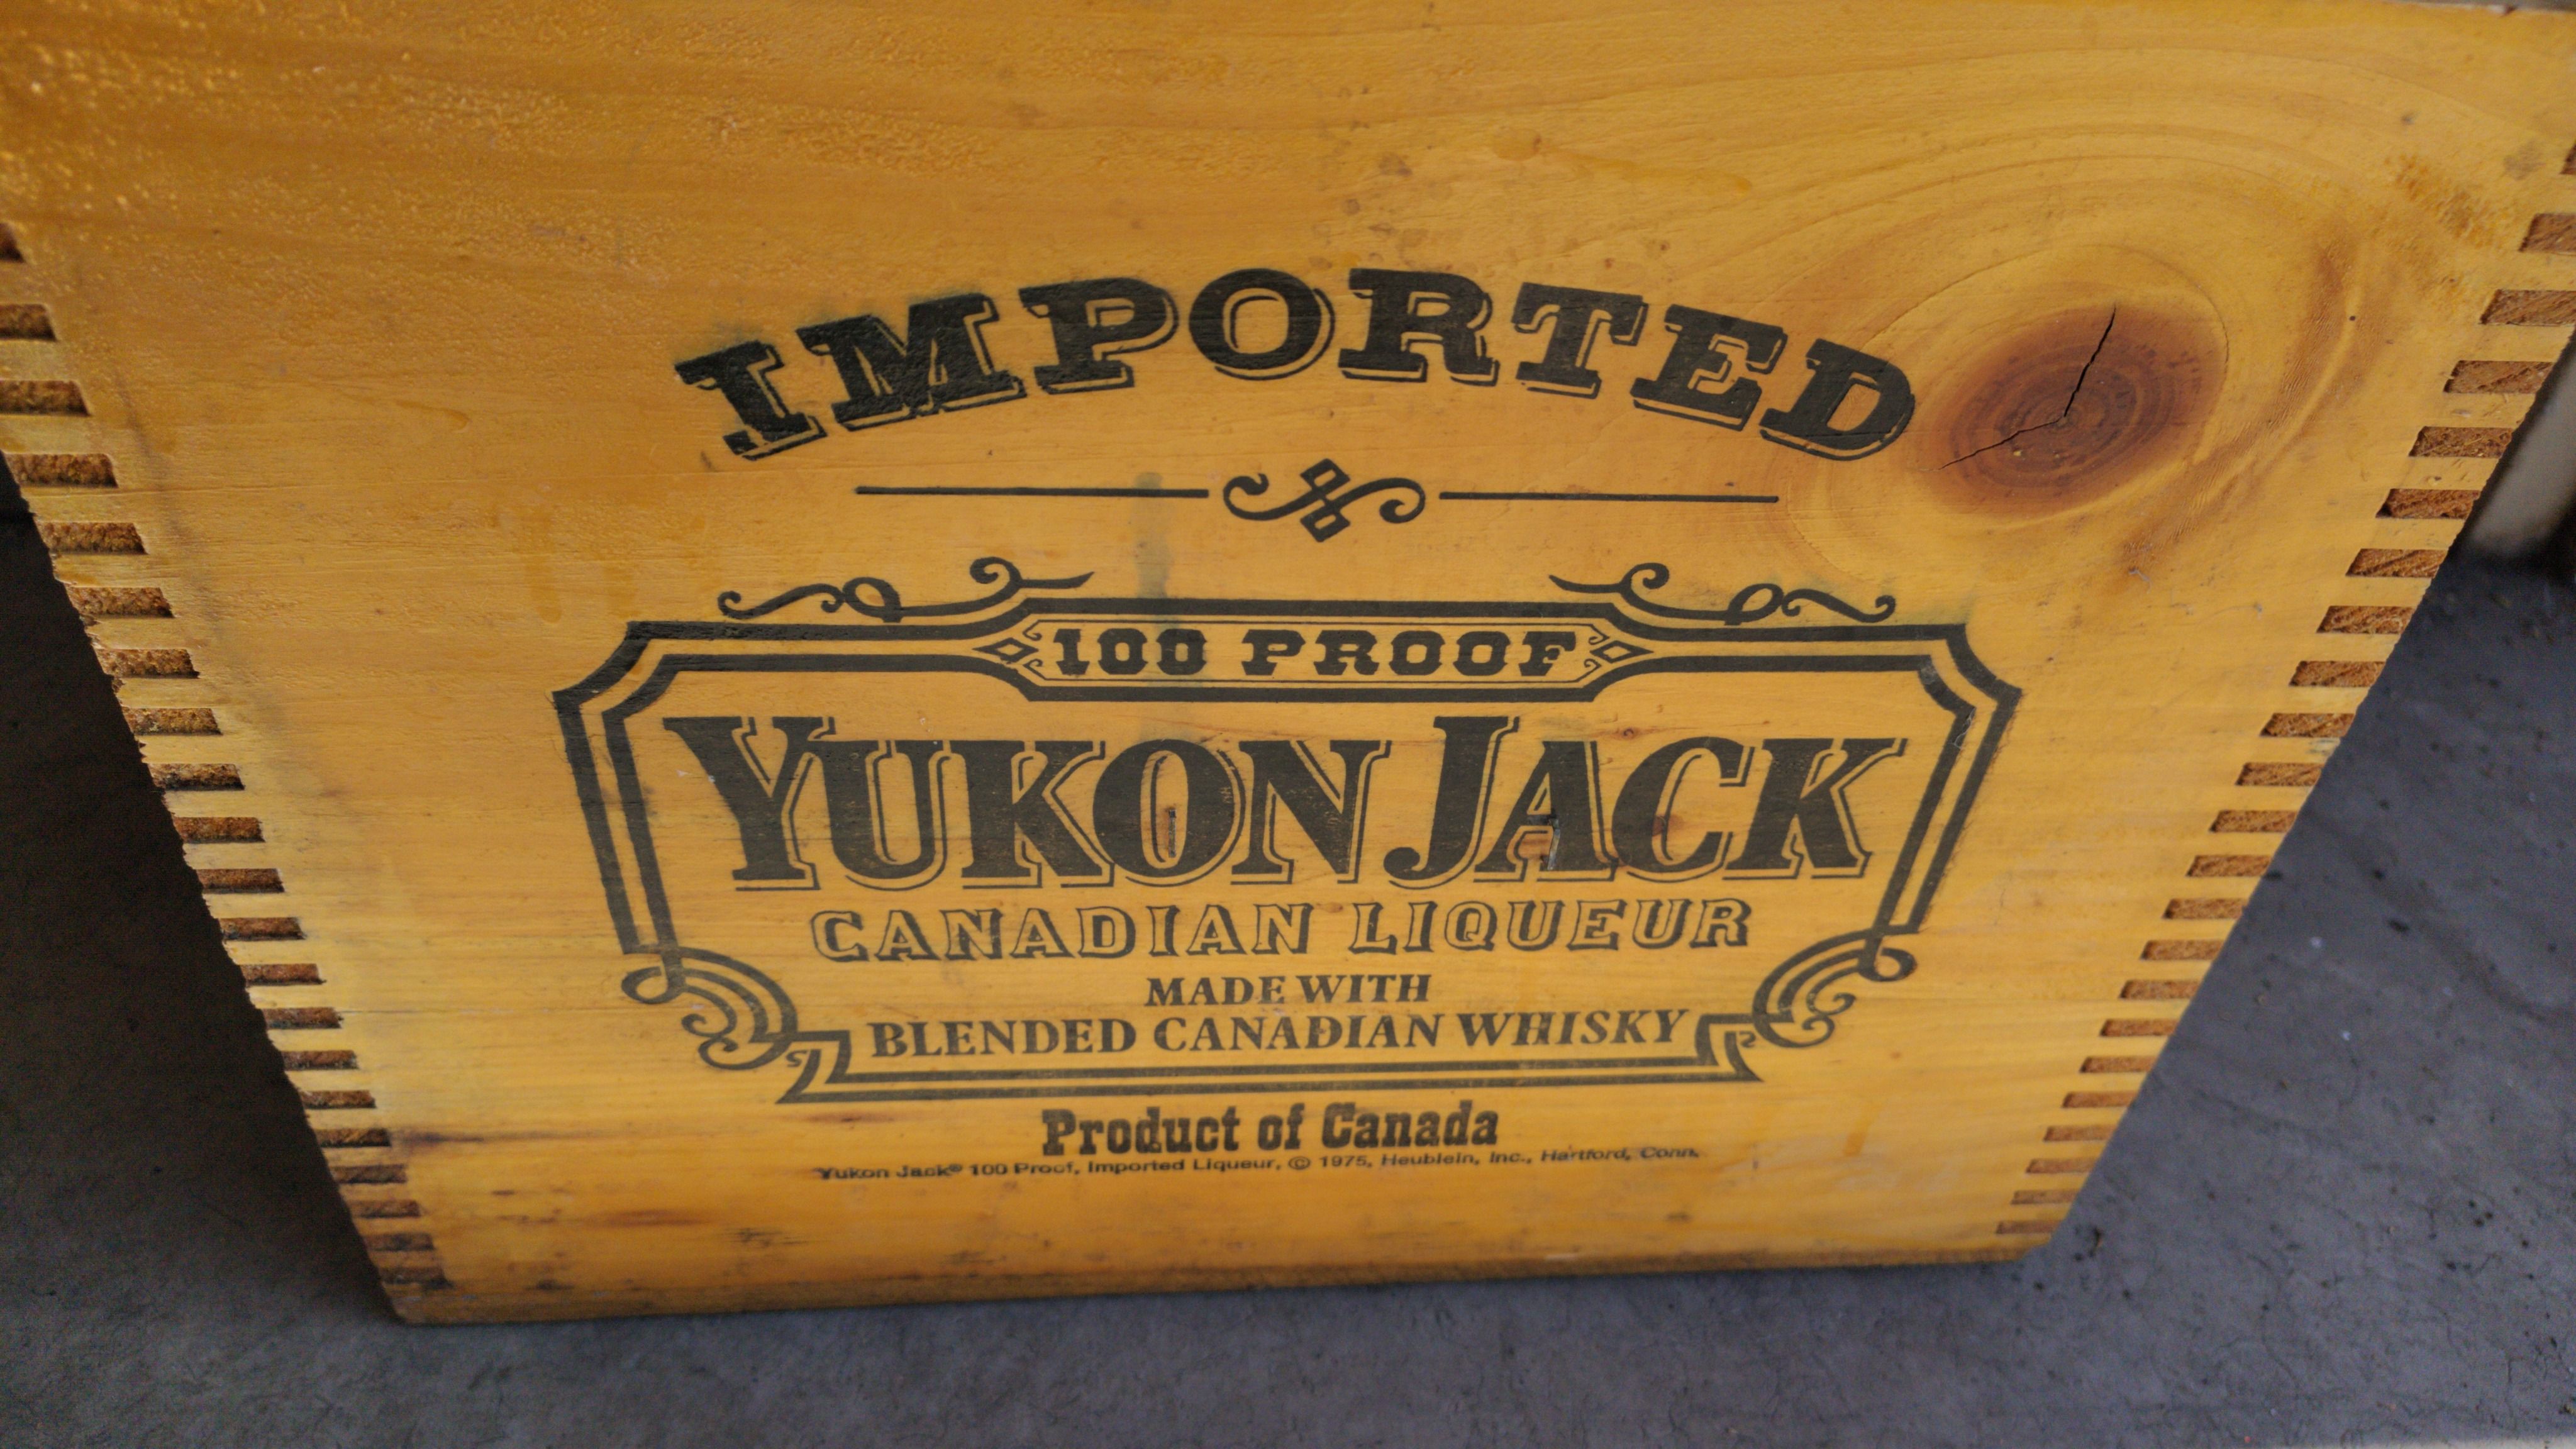 IMPORTED
100 PROOF
YUKON JACK
CANADIAN LIQUEUR
MADE WITH
BLENDED CANADIAN WHISKY
Product of Canada
Yukon Jack® 100 Proof, Imported Liqueur, © 1975, Heublein, Inc., Hartford, Conn.